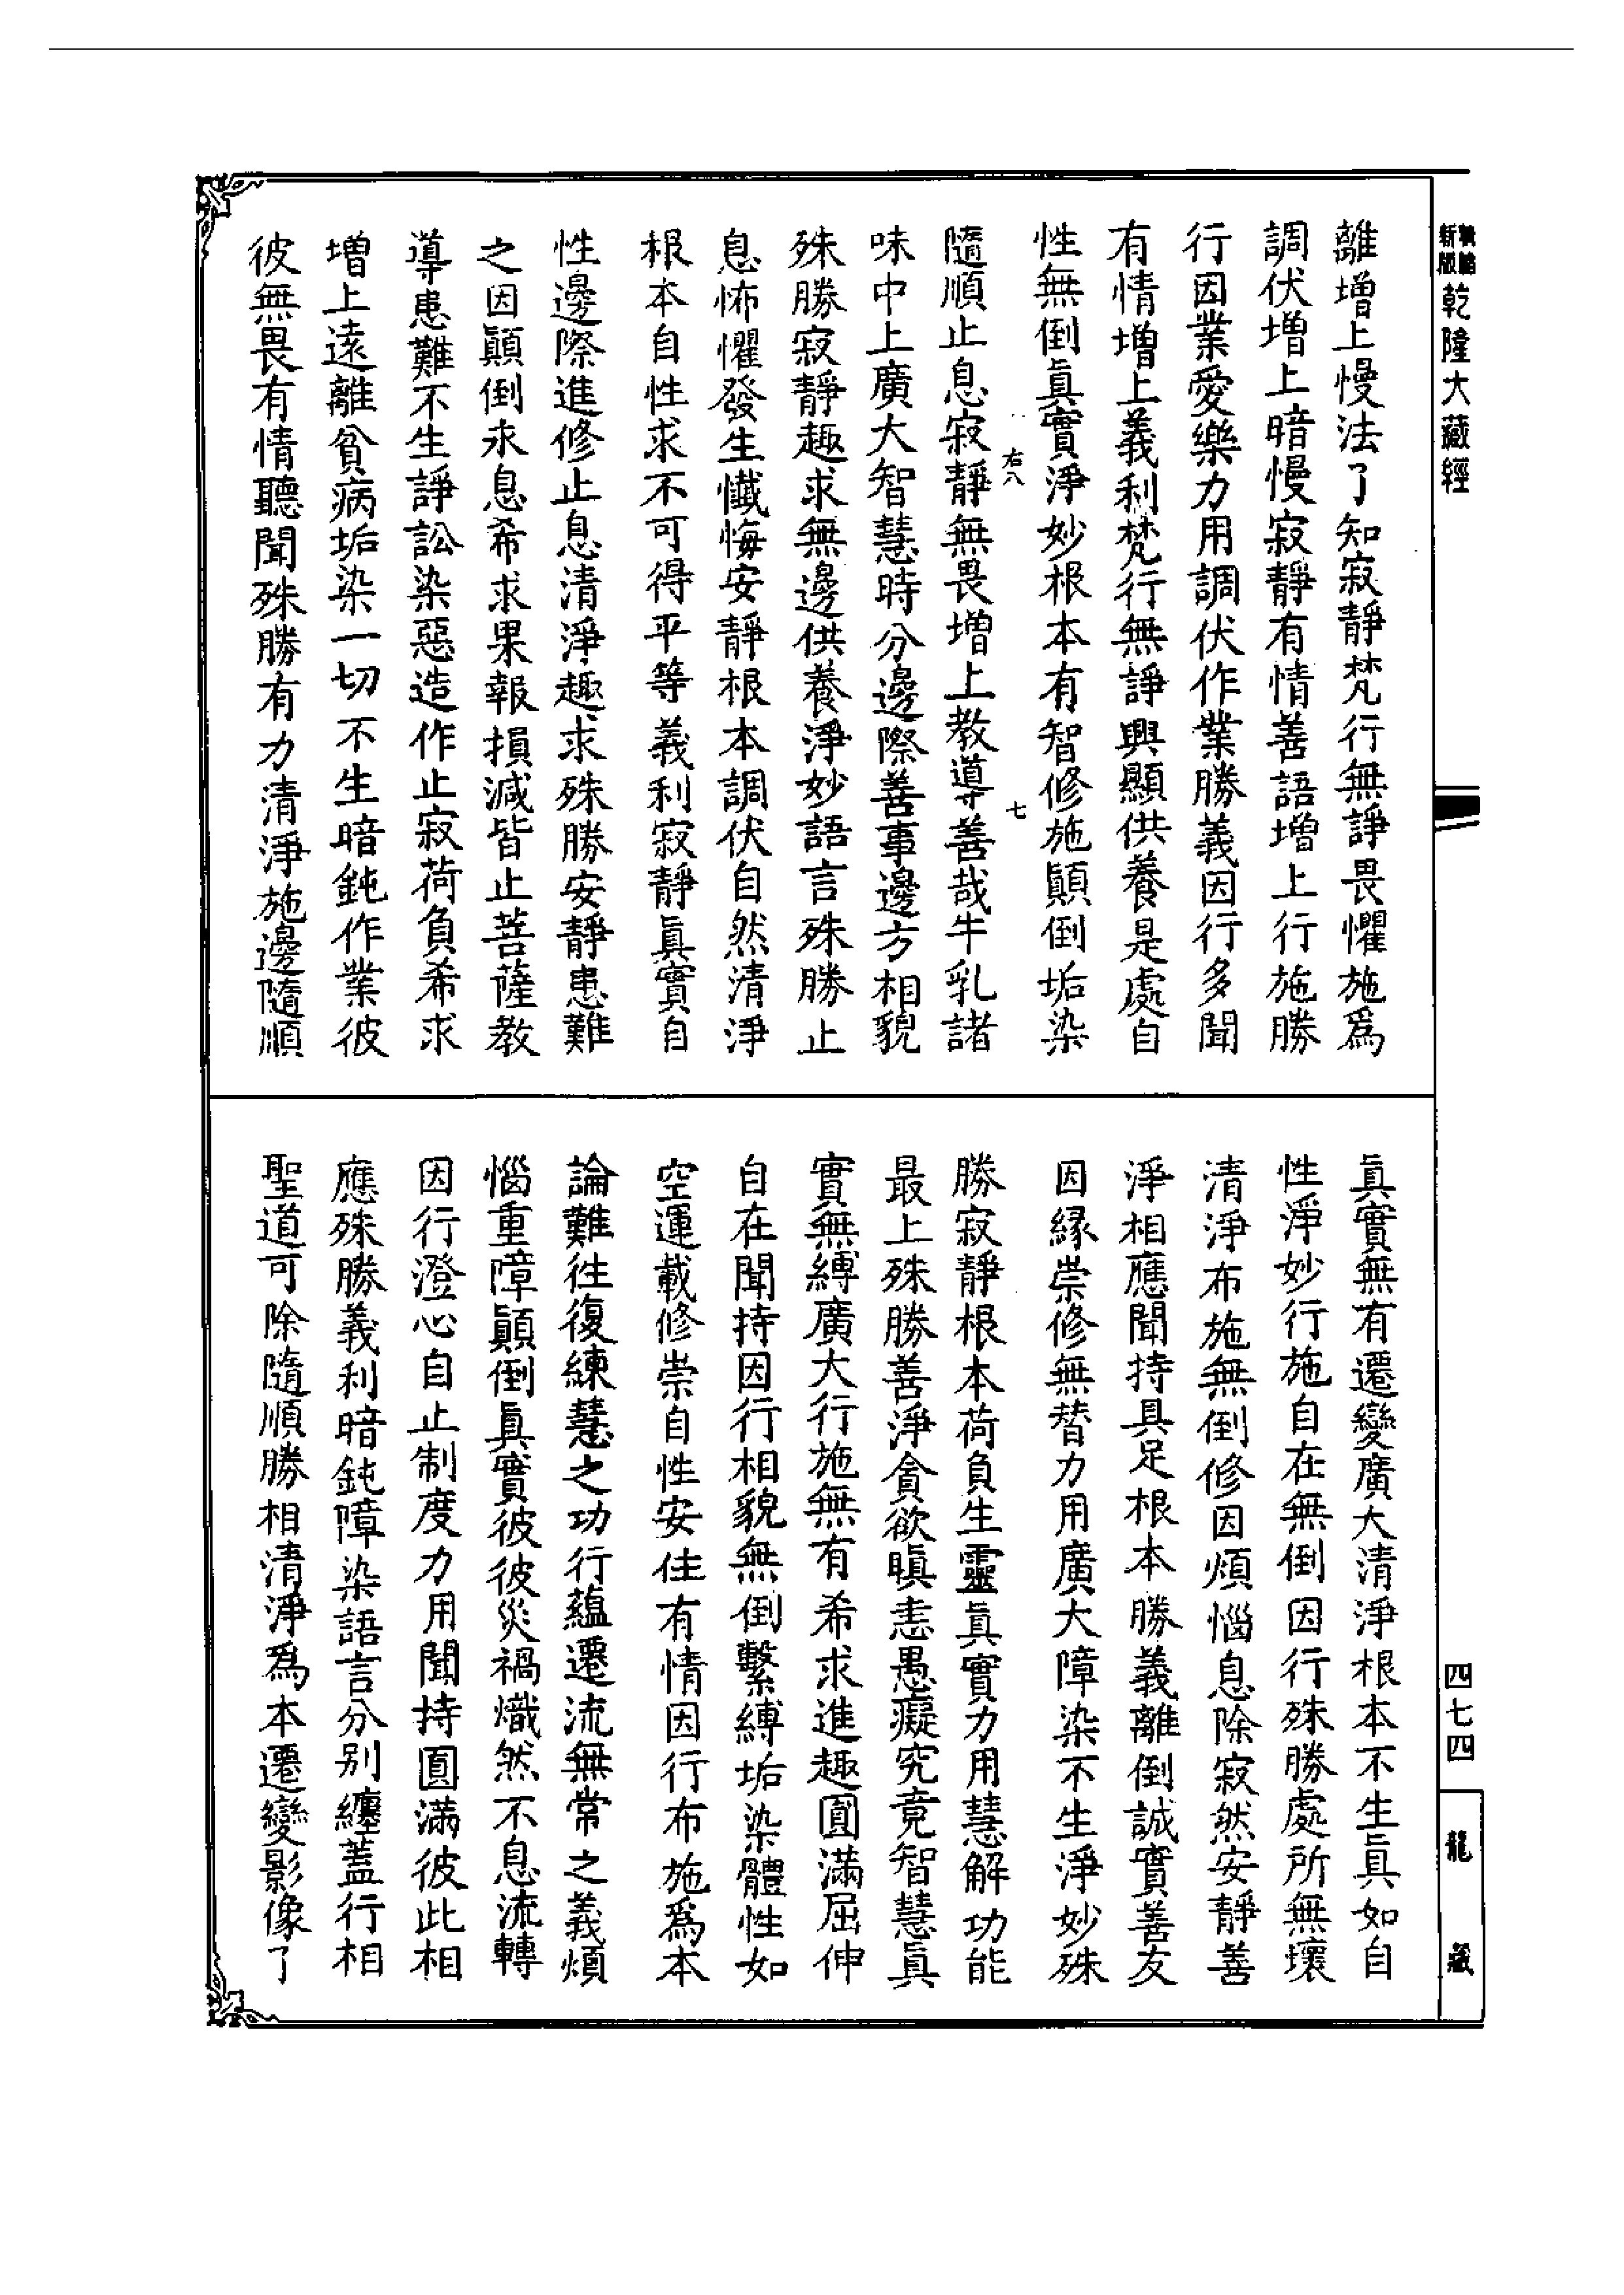 新版
乾隆大藏經
離增上慢法了知寂靜梵行無諍畏懼施為
調伏增上暗慢寂靜有情善語增上行施勝
行因業愛樂力用調伏作業勝義因行多聞
有情增上義利梵行無諍興顯供養是處自
性無倒眞實淨妙根本有智修施顛倒垢染
右八
七
隨順止息寂靜無畏增上教導善哉牛乳諸
味中上廣大智慧時分邊際善事邊方相貌
殊勝寂靜趣求無邊供養淨妙語言殊勝止
息怖懼發生懺悔安靜根本調伏自然清淨
根本自性求不可得平等義利寂靜眞實自
性邊際進修止息清淨趣求殊勝安靜患難
之因顛倒求息希求果報損減皆止菩薩教
導患難不生諍訟染惡造作止寂荷負希求
增上遠離貧病垢染一切不生暗鈍作業彼
彼無畏有情聽聞殊勝有力清淨施邊隨順
真實無有遷變廣大清淨根本不生眞如自
性淨妙行施自在無倒因行殊勝處所無壞
清淨布施無倒修因煩惱息除寂然安靜善
淨相應聞持具足根本勝義離倒誠實善友
因緣崇修無替力用廣大障染不生淨妙殊
勝寂靜根本荷負生靈眞實力用慧解功能
最上殊勝善淨貪欲瞋恚愚癡究竟智慧眞
實無縛廣大行施無有希求進趣圓滿屈伸
自在聞持因行相貌無倒繫縛垢染體性如
空運載修崇自性安住有情因行布施為本
論難往復練慧之功行蘊遷流無常之義煩
惱重障顛倒眞實彼彼災禍熾然不息流轉
因行澄心自止制度力用聞持圓滿彼此相
應殊勝義利暗鈍障染語言分別纏蓋行相
聖道可除隨順勝相清淨為本遷變影像了
四七四
龍藏